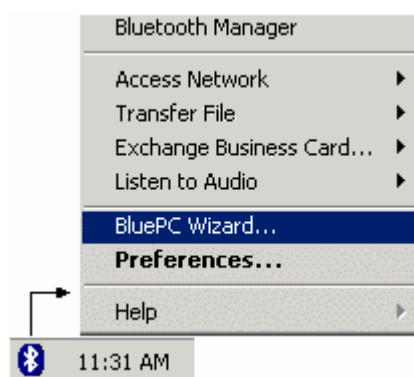 Bluetooth Manager
Access Network
Transfer File
Exchange Business Card...
Listen to Audio
BluePC Wizard...
Preferences...
Help
11:31 AM